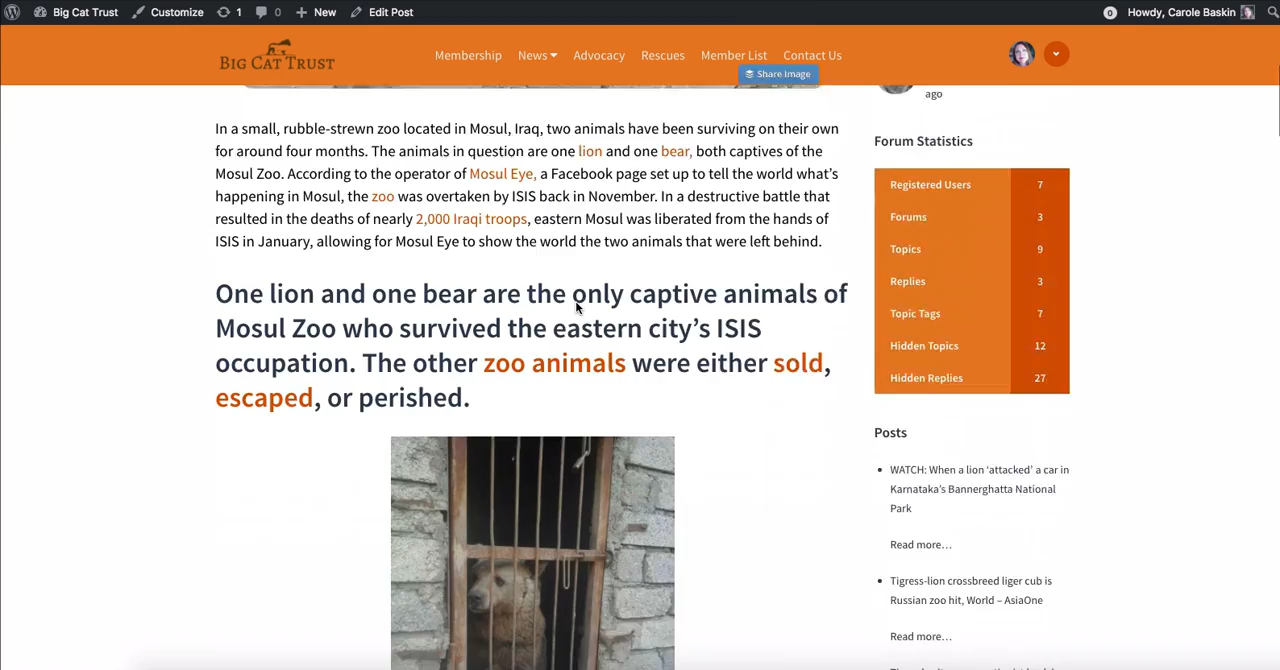 Big Cat Trust Customize 1 0 New Edit Post 0 Howdy, Carole Baskin
BIG CAT TRUST Membership News Advocacy Rescues Member List Contact Us
Share Image
In a small, rubble-strewn zoo located in Mosul, Iraq, two animals have been surviving on their own
for around four months. The animals in question are one lion and one bear, both captives of the
Mosul Zoo. According to the operator of Mosul Eye, a Facebook page set up to tell the world what's
happening in Mosul, the zoo was overtaken by ISIS back in November. In a destructive battle that
resulted in the deaths of nearly 2,000 Iraqi troops, eastern Mosul was liberated from the hands of
ISIS in January, allowing for Mosul Eye to show the world the two animals that were left behind.
One lion and one bear are the only captive animals of
Mosul Zoo who survived the eastern city's ISIS
occupation. The other zoo animals were either sold,
escaped, or perished.
ago
Forum Statistics
Registered Users 7
Forums 3
Topics 9
Replies 3
Topic Tags 7
Hidden Topics 12
Hidden Replies 27
Posts
WATCH: When a lion 'attacked' a car in
Karnataka's Bannerghatta National
Park
Read more...
Tigress-lion crossbreed liger cub is
Russian zoo hit, World – AsiaOne
Read more...